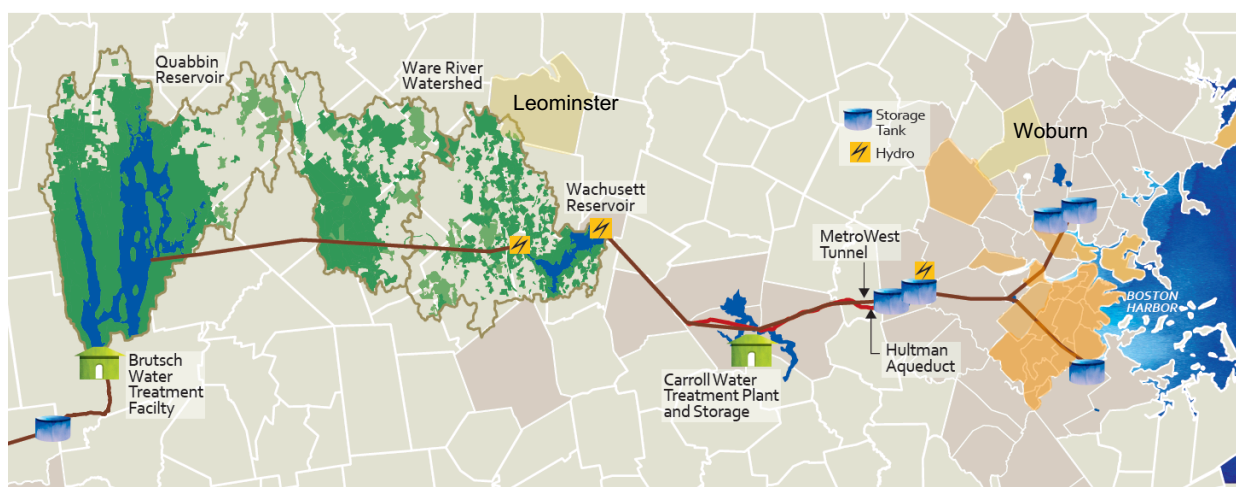 Quabbin
Reservoir
Ware River
Watershed
Leominster
Storage
Tank
Hydro
Woburn
Wachusett
Reservoir
MetroWest
Tunnel
BOSTON
HARBOR
Brutsch
Water
Treatment
Facilty
Carroll Water
Treatment Plant
and Storage
Hultman
Aqueduct